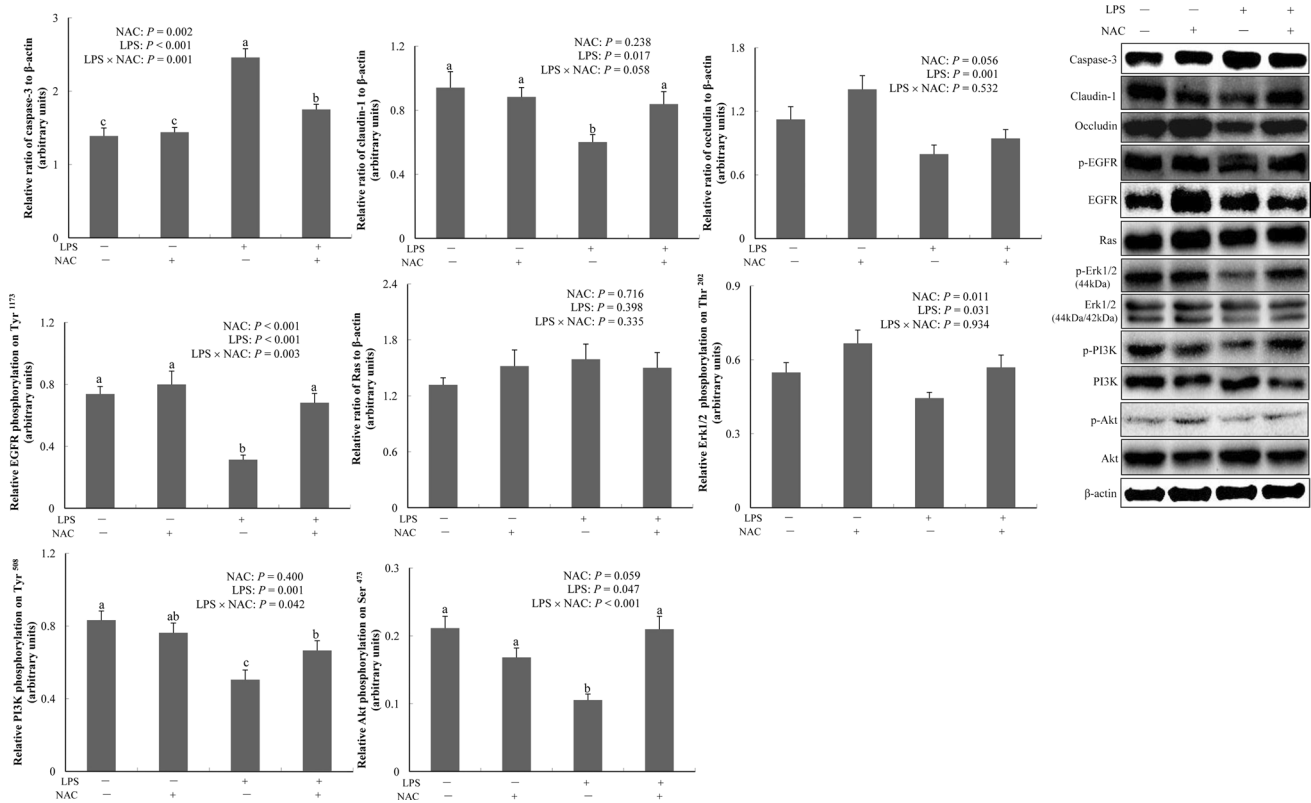 Relative ratio of caspase-3 to β-actin
(arbitrary units)
3
2
1
0
NAC: P = 0.002
LPS: P < 0.001
LPS × NAC: P = 0.001
c
c
a
b
LPS − − + +
NAC − + − +
Relative ratio of claudin-1 to β-actin
(arbitrary units)
1.2
0.8
0.4
0
NAC: P = 0.238
LPS: P = 0.017
LPS × NAC: P = 0.058
a
a
b
a
− − + +
− + − +
Relative ratio of occludin to β-actin
(arbitrary units)
1.8
1.2
0.6
0
NAC: P = 0.056
LPS: P = 0.001
LPS × NAC: P = 0.532
LPS − − + +
NAC − + − +
Relative EGFR phosphorylation on Tyr 1173
(arbitrary units)
1.2
0.8
0.4
0
NAC: P < 0.001
LPS: P < 0.001
LPS × NAC: P = 0.003
a
a
b
a
LPS − − + +
NAC − + − +
Relative ratio of Ras to β-actin
(arbitrary units)
2.4
1.8
1.2
0.6
0
NAC: P = 0.716
LPS: P = 0.398
LPS × NAC: P = 0.335
LPS − − + +
NAC − + − +
Relative Erk1/2 phosphorylation on Thr 202
(arbitrary units)
0.9
0.6
0.3
0
NAC: P = 0.011
LPS: P = 0.031
LPS × NAC: P = 0.934
LPS − − + +
NAC − + − +
Relative PI3K phosphorylation on Tyr 508
(arbitrary units)
1.2
0.8
0.4
0
NAC: P = 0.400
LPS: P = 0.001
LPS × NAC: P = 0.042
a
ab
c
b
LPS − − + +
NAC − + − +
Relative Akt phosphorylation on Ser 473
(arbitrary units)
0.3
0.2
0.1
0
NAC: P = 0.059
LPS: P = 0.047
LPS × NAC: P < 0.001
a
a
b
a
LPS − − + +
NAC − + − +
LPS − − + +
NAC − + − +
Caspase-3
Claudin-1
Occludin
p-EGFR
EGFR
Ras
p-Erk1/2
(44kDa)
Erk1/2
(44kDa/42kDa)
p-PI3K
PI3K
p-Akt
Akt
β-actin